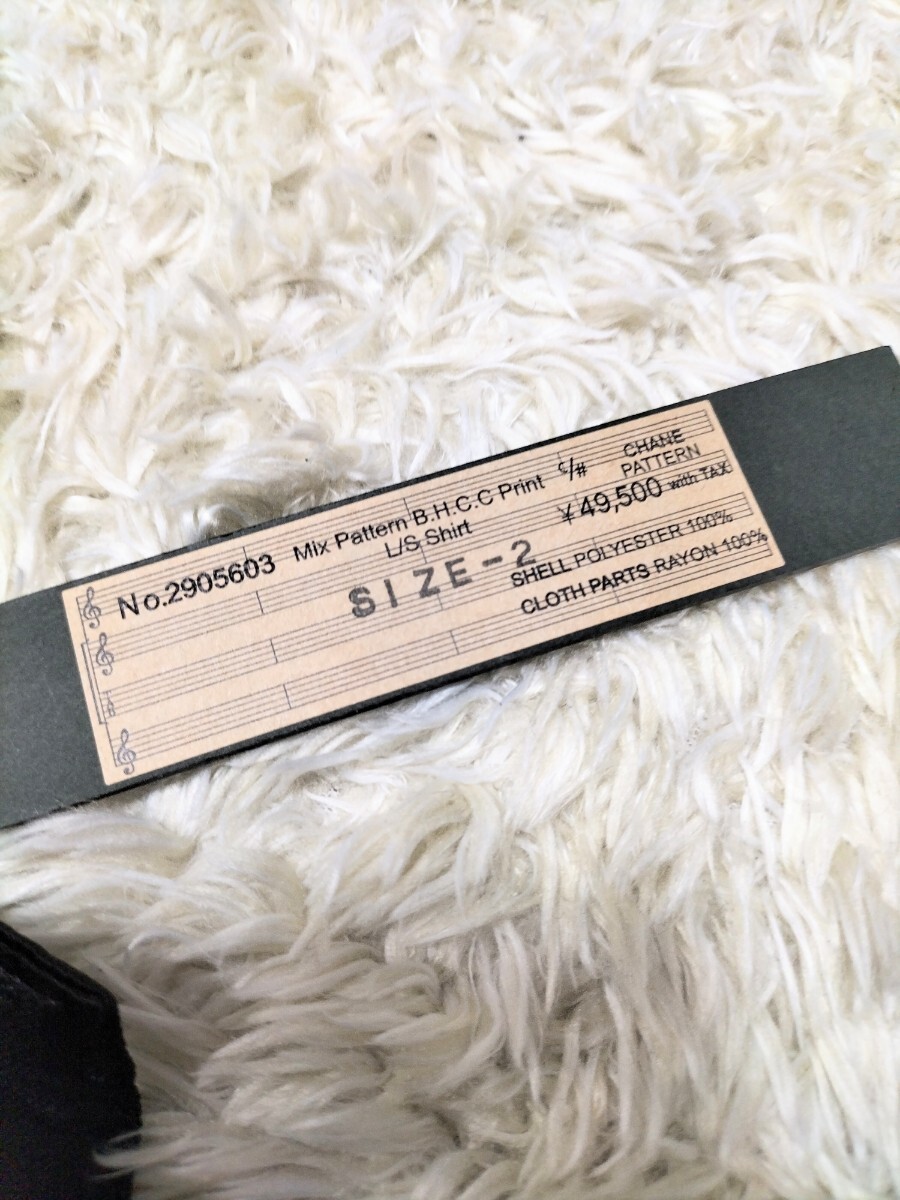 No.2905603
Mix Pattern B.H.C.C Print
L/S Shirt
C/#
CHANE
PATTERN
¥49,500 with TAX
SIZE-2
SHELL POLYESTER 100%
CLOTH PARTS RAYON 100%